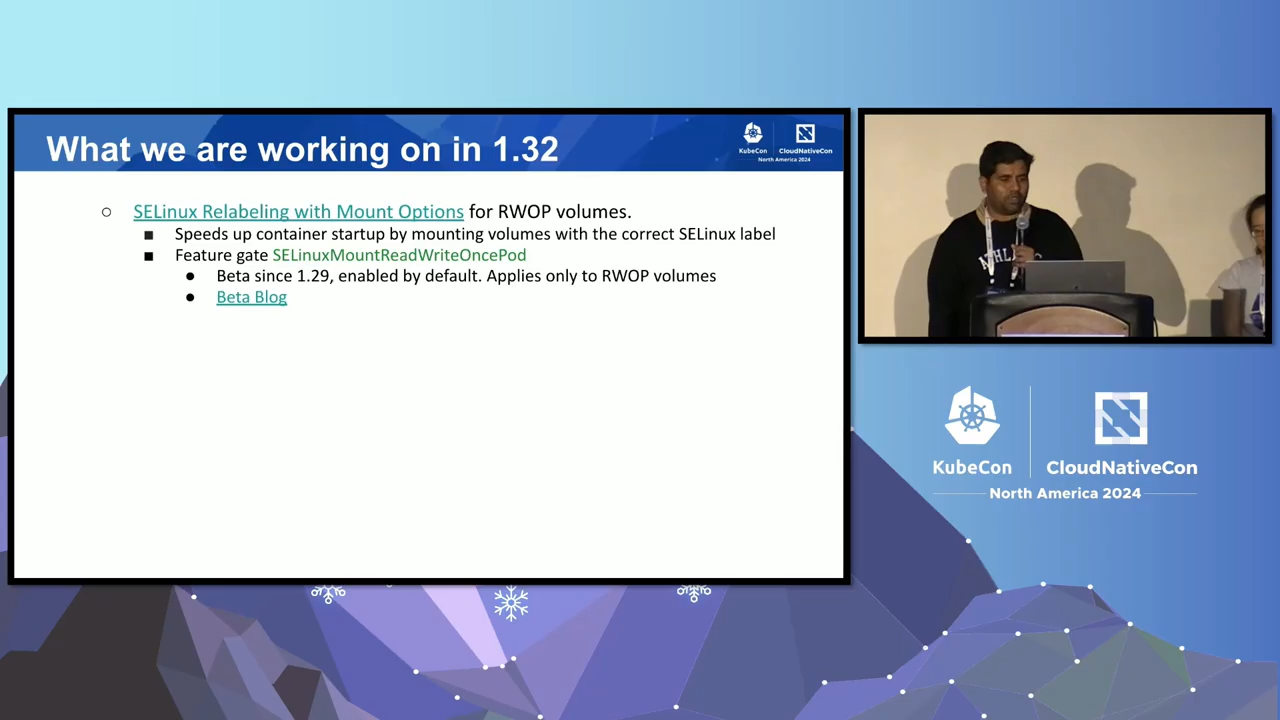 What we are working on in 1.32
KubeCon
CloudNativeCon
North America 2024
○ SELinux Relabeling with Mount Options for RWOP volumes.
■ Speeds up container startup by mounting volumes with the correct SELinux label
■ Feature gate SELinuxMountReadWriteOncePod
● Beta since 1.29, enabled by default. Applies only to RWOP volumes
● Beta Blog
KubeCon
CloudNativeCon
North America 2024